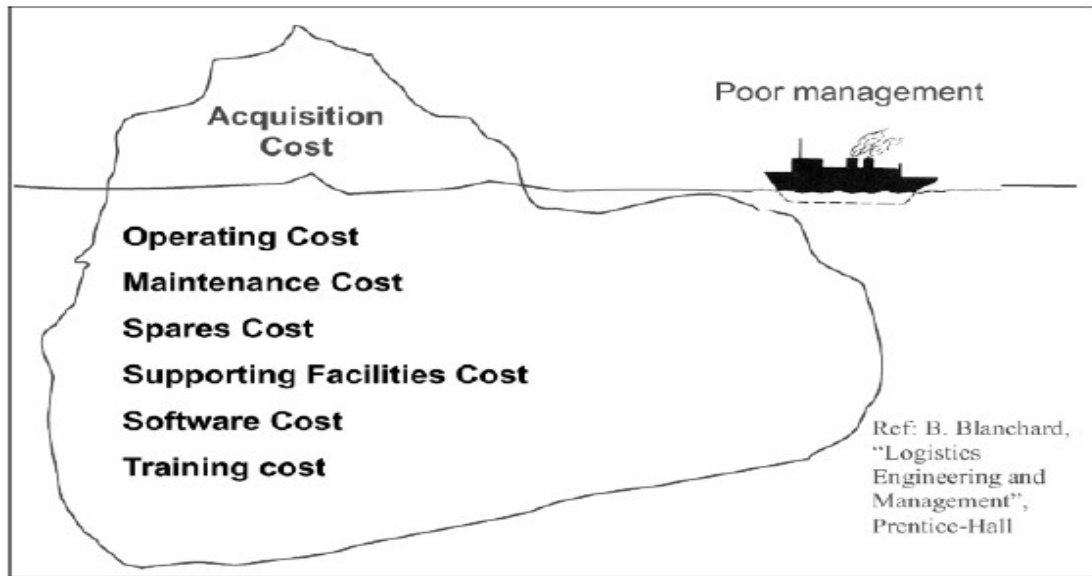 Acquisition
Cost
Poor management
Operating Cost
Maintenance Cost
Spares Cost
Supporting Facilities Cost
Software Cost
Training cost
Ref: B. Blanchard,
“Logistics
Engineering and
Management”,
Prentice-Hall